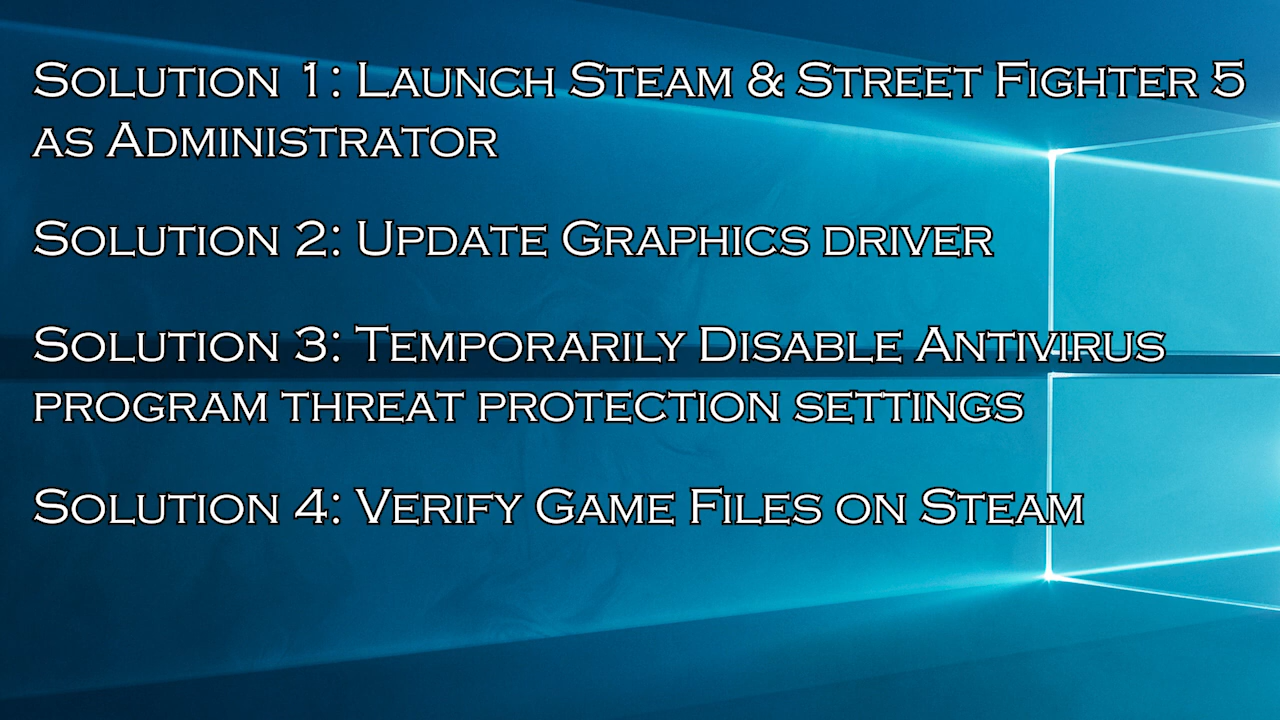 Solution 1: Launch Steam & Street Fighter 5
as Administrator
Solution 2: Update Graphics driver
Solution 3: Temporarily Disable Antivirus
program threat protection settings
Solution 4: Verify Game Files on Steam